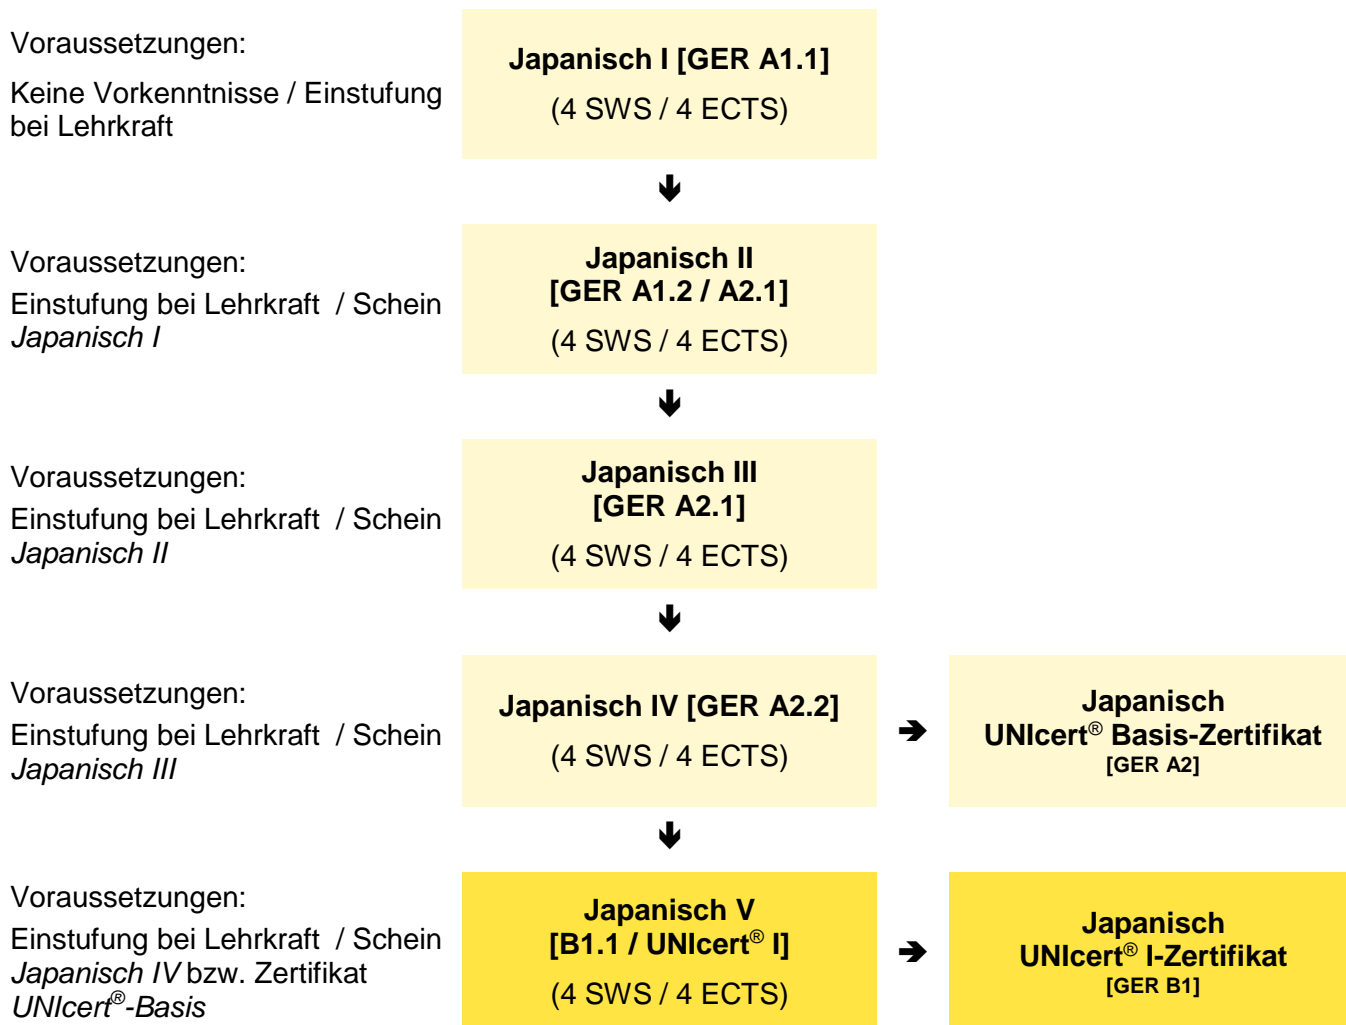 Voraussetzungen:
Keine Vorkenntnisse / Einstufung
bei Lehrkraft
Japanisch I [GER A1.1]
(4 SWS / 4 ECTS)
Voraussetzungen:
Einstufung bei Lehrkraft / Schein
Japanisch I
Japanisch II
[GER A1.2 / A2.1]
(4 SWS / 4 ECTS)
Voraussetzungen:
Einstufung bei Lehrkraft / Schein
Japanisch II
Japanisch III
[GER A2.1]
(4 SWS / 4 ECTS)
Voraussetzungen:
Einstufung bei Lehrkraft / Schein
Japanisch III
Japanisch IV [GER A2.2]
(4 SWS / 4 ECTS)
Japanisch
UNIcert® Basis-Zertifikat
[GER A2]
Voraussetzungen:
Einstufung bei Lehrkraft / Schein
Japanisch IV bzw. Zertifikat
UNIcert®-Basis
Japanisch V
[B1.1 / UNIcert® I]
(4 SWS / 4 ECTS)
Japanisch
UNIcert® I-Zertifikat
[GER B1]